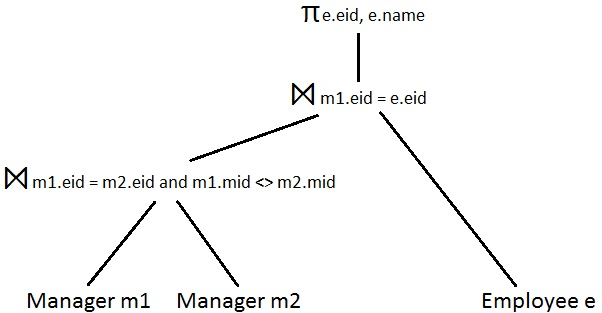 π e.eid, e.name
⋈ m1.eid = e.eid
⋈ m1.eid = m2.eid and m1.mid <> m2.mid
Manager m1 Manager m2 Employee e